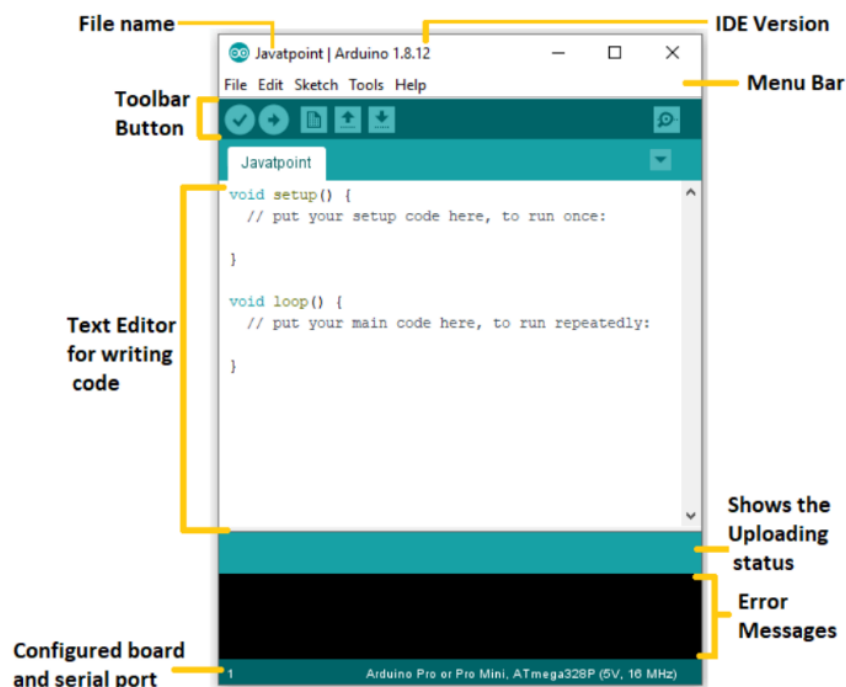 File name
IDE Version
Javatpoint | Arduino 1.8.12
File Edit Sketch Tools Help
Menu Bar
Toolbar
Button
Javatpoint
void setup() {
// put your setup code here, to run once:
}
void loop() {
// put your main code here, to run repeatedly:
}
Text Editor
for writing
code
Shows the
Uploading
status
Error
Messages
Configured board
and serial port
1
Arduino Pro or Pro Mini, ATmega328P (5V, 16 MHz)